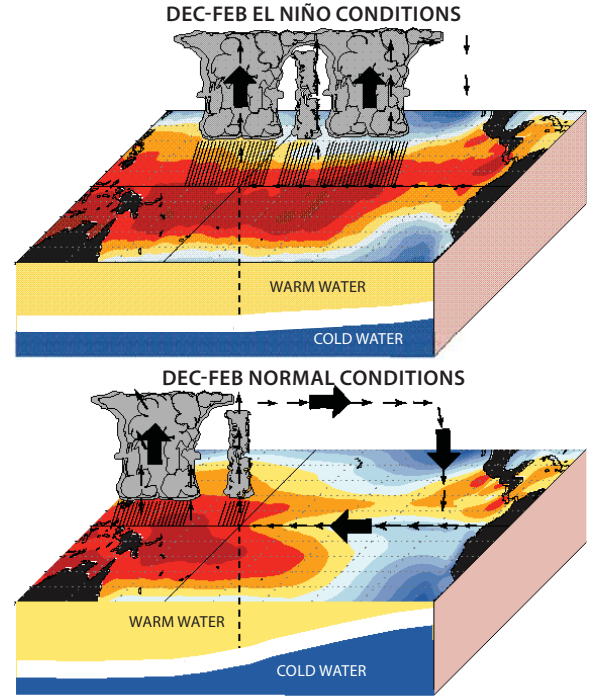 DEC-FEB EL NIÑO CONDITIONS
WARM WATER
COLD WATER
DEC-FEB NORMAL CONDITIONS
WARM WATER
COLD WATER